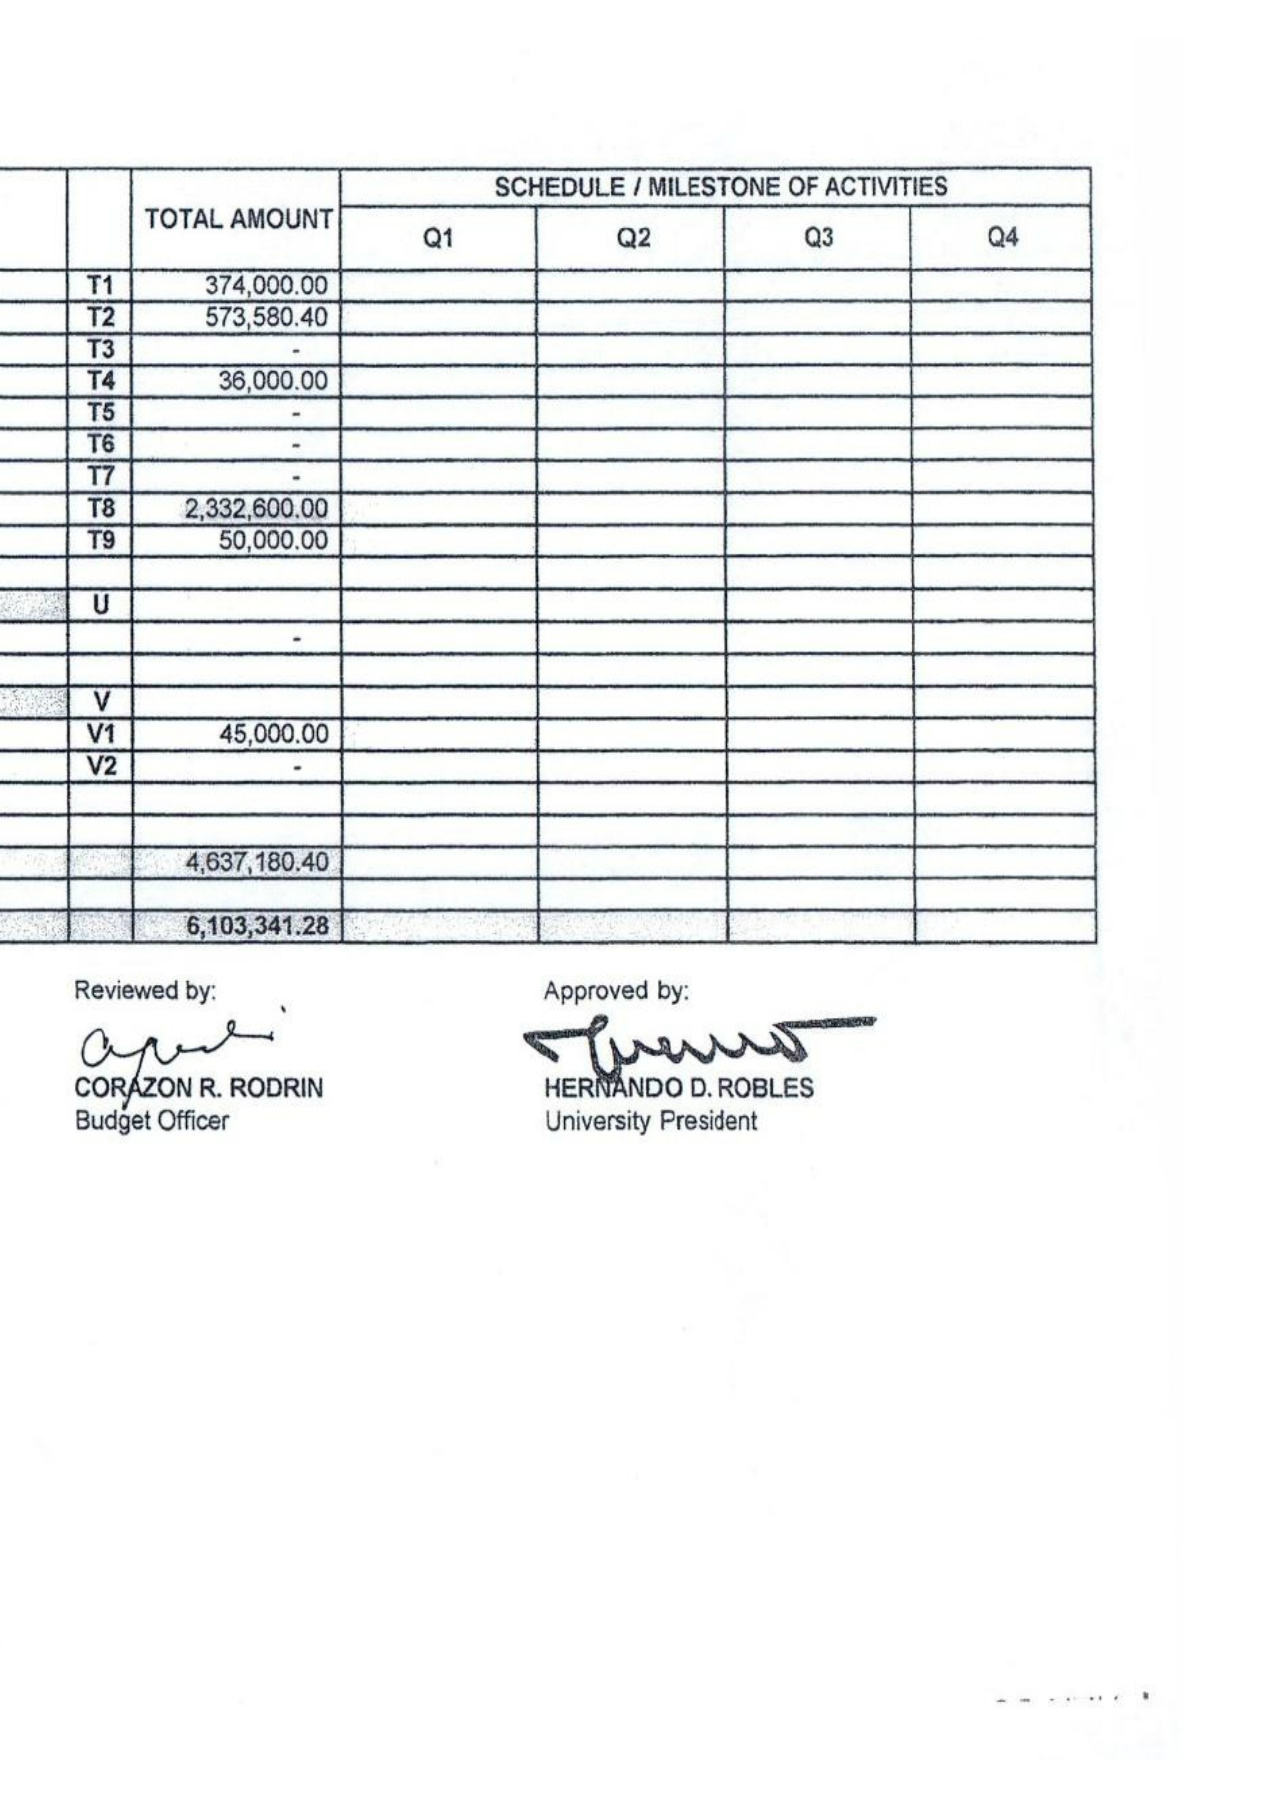 TOTAL AMOUNT
SCHEDULE / MILESTONE OF ACTIVITIES
Q1 Q2 Q3 Q4
T1 374,000.00
T2 573,580.40
T3 -
T4 36,000.00
T5 -
T6 -
T7 -
T8 2,332,600.00
T9 50,000.00
U
-
V
V1 45,000.00
V2 -
4,637,180.40
6,103,341.28
Reviewed by: Approved by:
CORAZON R. RODRIN HERNANDO D. ROBLES
Budget Officer University President